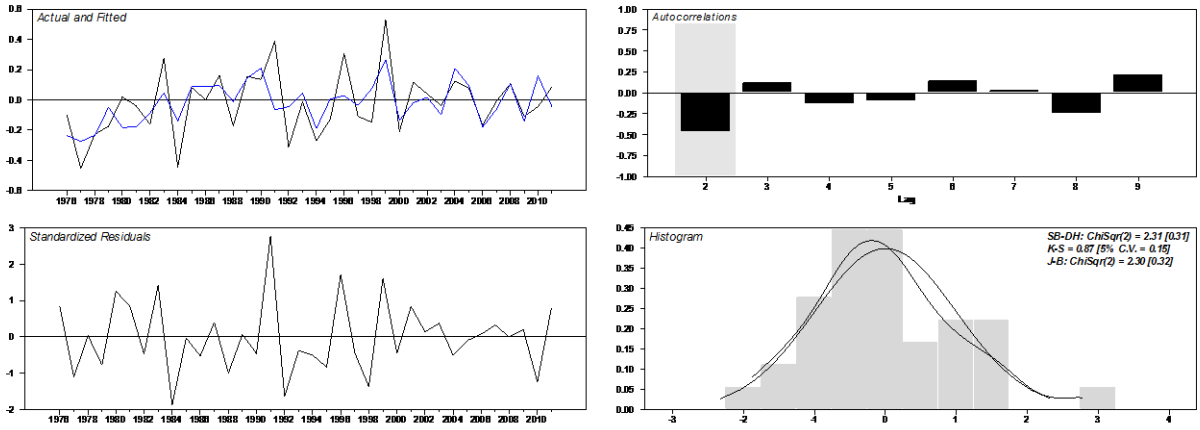 Actual and Fitted
0.8
0.6
0.4
0.2
0.0
-0.2
-0.4
-0.6
1976 1978 1980 1982 1984 1986 1988 1990 1992 1994 1996 1998 2000 2002 2004 2006 2008 2010
Autocorrelations
1.00
0.75
0.50
0.25
0.00
-0.25
-0.50
-0.75
-1.00
2 3 4 5 6 7 8 9
Lag
Standardized Residuals
3
2
1
0
-1
-2
1976 1978 1980 1982 1984 1986 1988 1990 1992 1994 1996 1998 2000 2002 2004 2006 2008 2010
Histogram
SB-DH: ChiSqr(2) = 2.31 [0.31]
K-S = 0.87 [5% C.V. = 0.15]
J-B: ChiSqr(2) = 2.30 [0.32]
0.45
0.40
0.35
0.30
0.25
0.20
0.15
0.10
0.05
0.00
-3 -2 -1 0 1 2 3 4